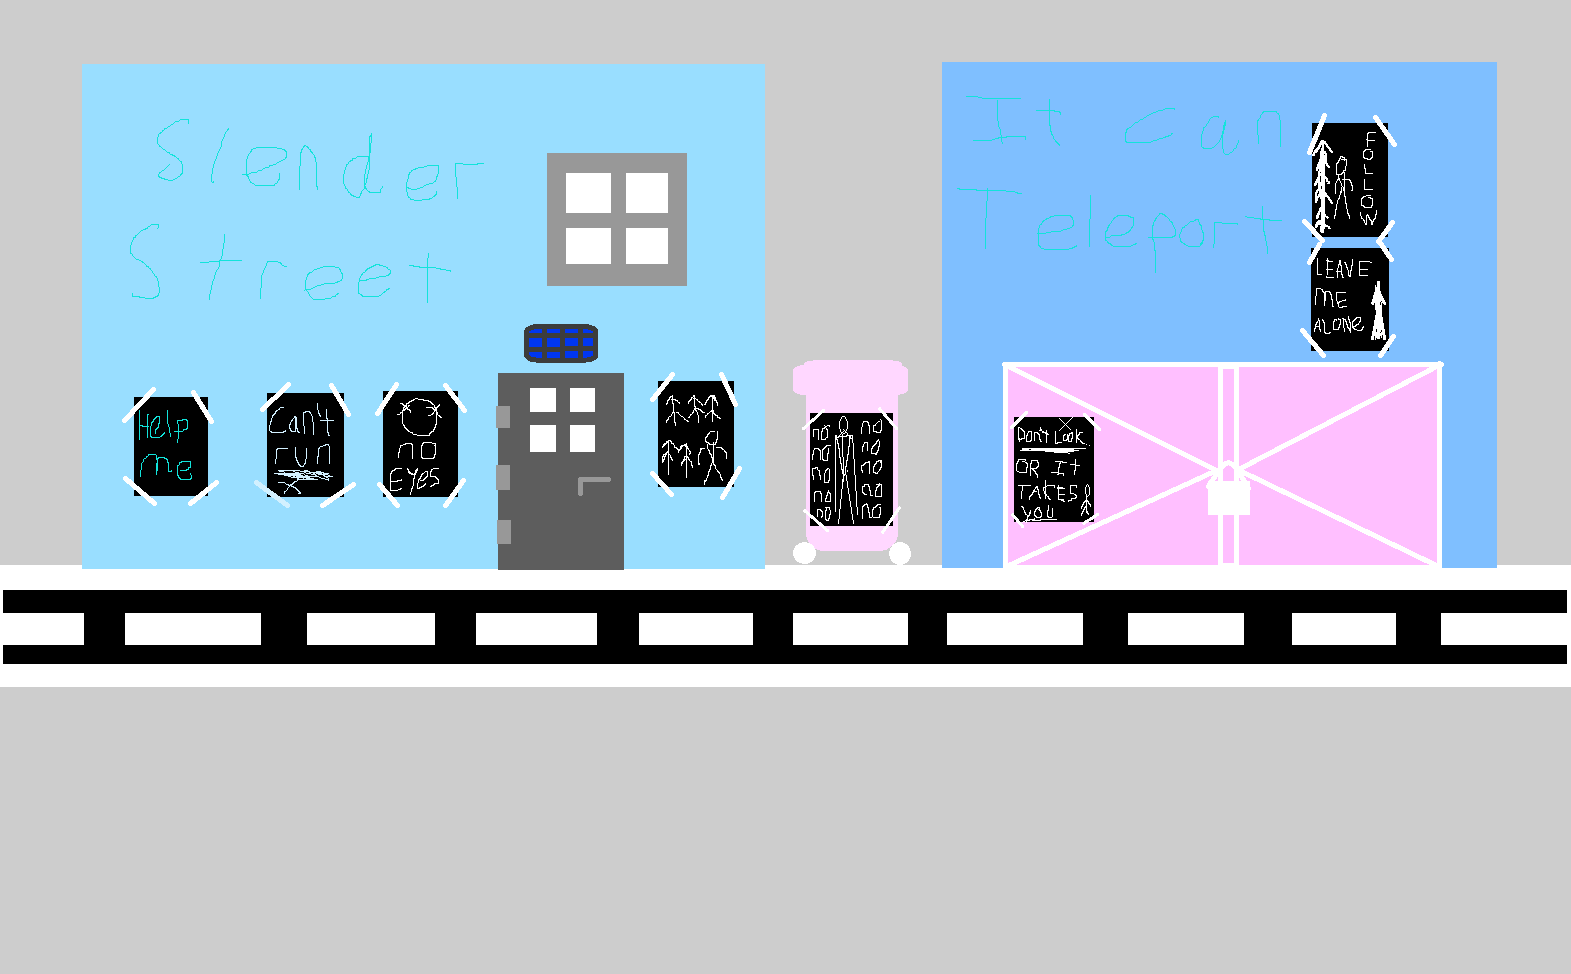 Slender
Street
It can
Teleport
Help
me
Can't
run
no
EYES
no no
no no
no no
no no
no no
DON'T LOOK
OR IT
TAKES
YOU
FOLLOW
LEAVE
ME
ALONE